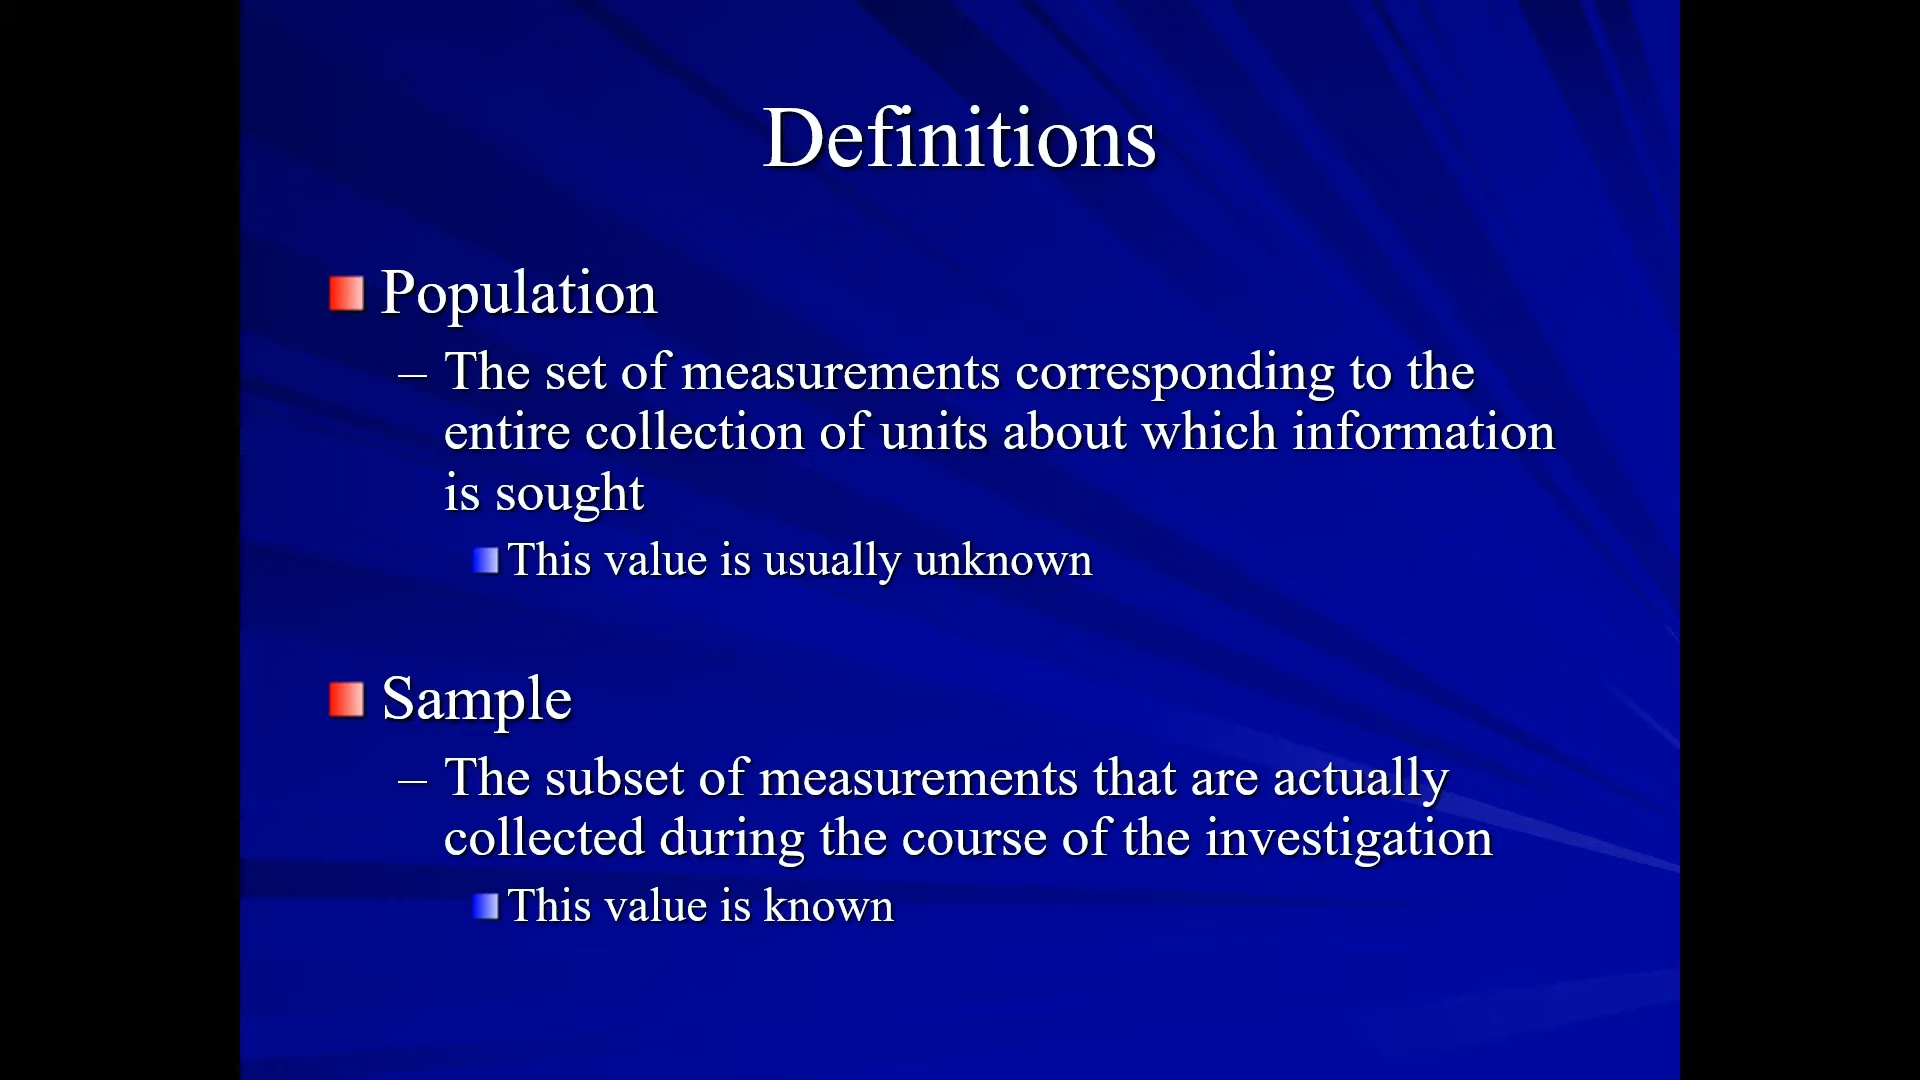 Definitions
Population
– The set of measurements corresponding to the
entire collection of units about which information
is sought
This value is usually unknown
Sample
– The subset of measurements that are actually
collected during the course of the investigation
This value is known